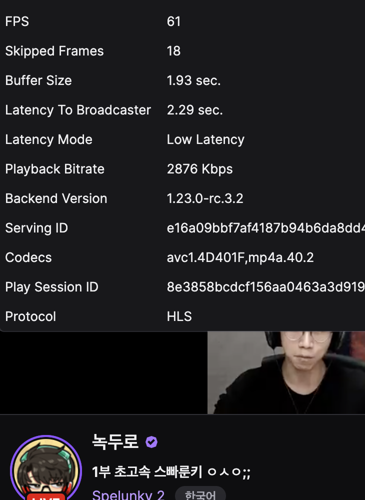 FPS 61
Skipped Frames 18
Buffer Size 1.93 sec.
Latency To Broadcaster 2.29 sec.
Latency Mode Low Latency
Playback Bitrate 2876 Kbps
Backend Version 1.23.0-rc.3.2
Serving ID e16a09bbf7af4187b94b6da8dd4
Codecs avc1.4D401F,mp4a.40.2
Play Session ID 8e3858bcdcf156aa0463a3d919
Protocol HLS
녹두로
1부 초고속 스빠룬키 ㅇㅅㅇ;;
Spelunky 2 한국어